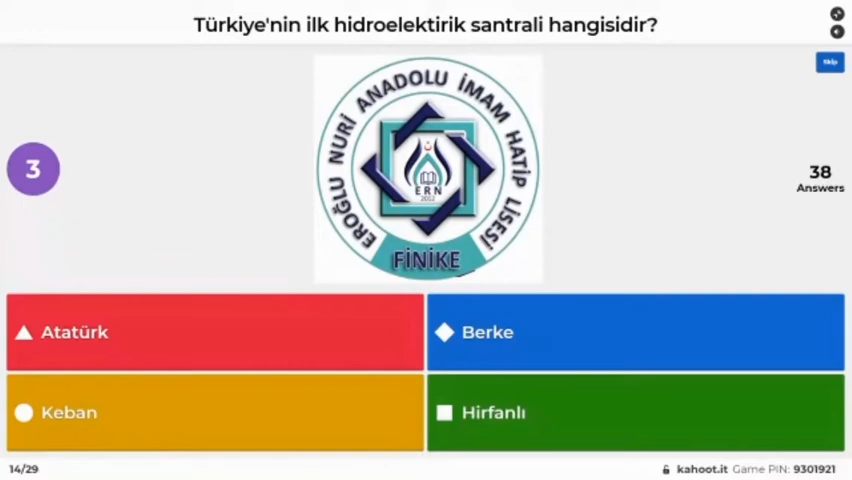 Türkiye'nin ilk hidroelektirik santrali hangisidir?
Skip
3
EROĞLU NURİ ANADOLU İMAM HATİP LİSESİ
ERN
2012
FİNİKE
38
Answers
Atatürk
Berke
Keban
Hirfanlı
14/29
kahoot.it Game PIN: 9301921